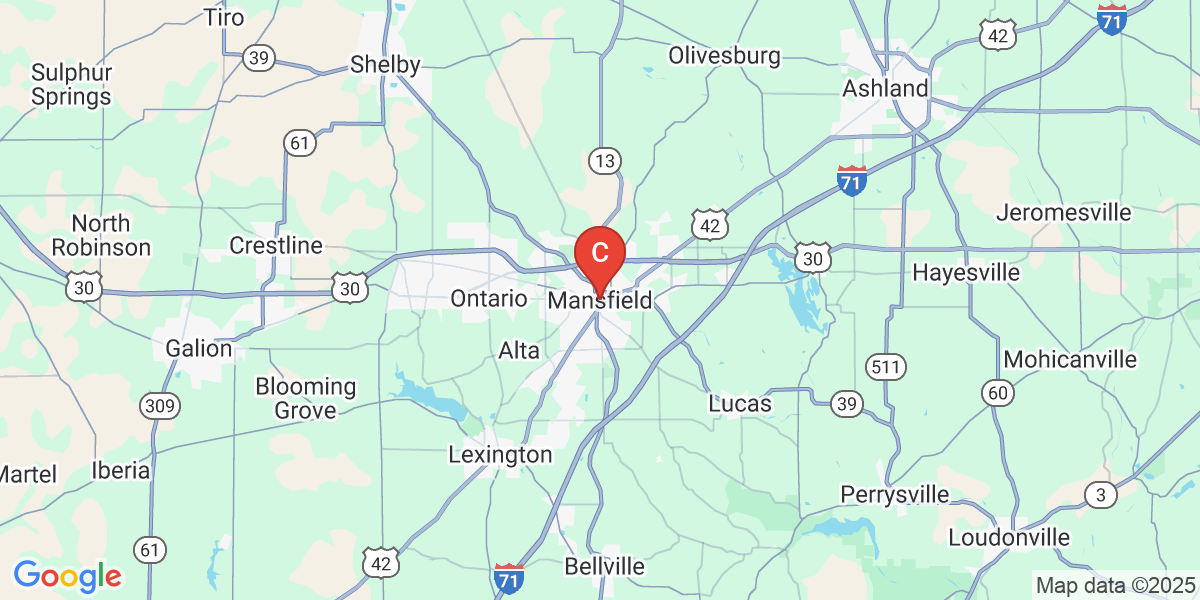 Tiro
71
42
39
Olivesburg
Shelby
Sulphur
Springs
Ashland
61
13
71
Jeromesville
North
Robinson
42
Crestline
C
30
Hayesville
30
30
Ontario
Mansfield
Galion
Alta
Mohicanville
511
Blooming
Grove
60
309
Lucas
39
Lexington
Martel
Iberia
Perrysville
3
Loudonville
61
42
Bellville
71
Google
Map data ©2025